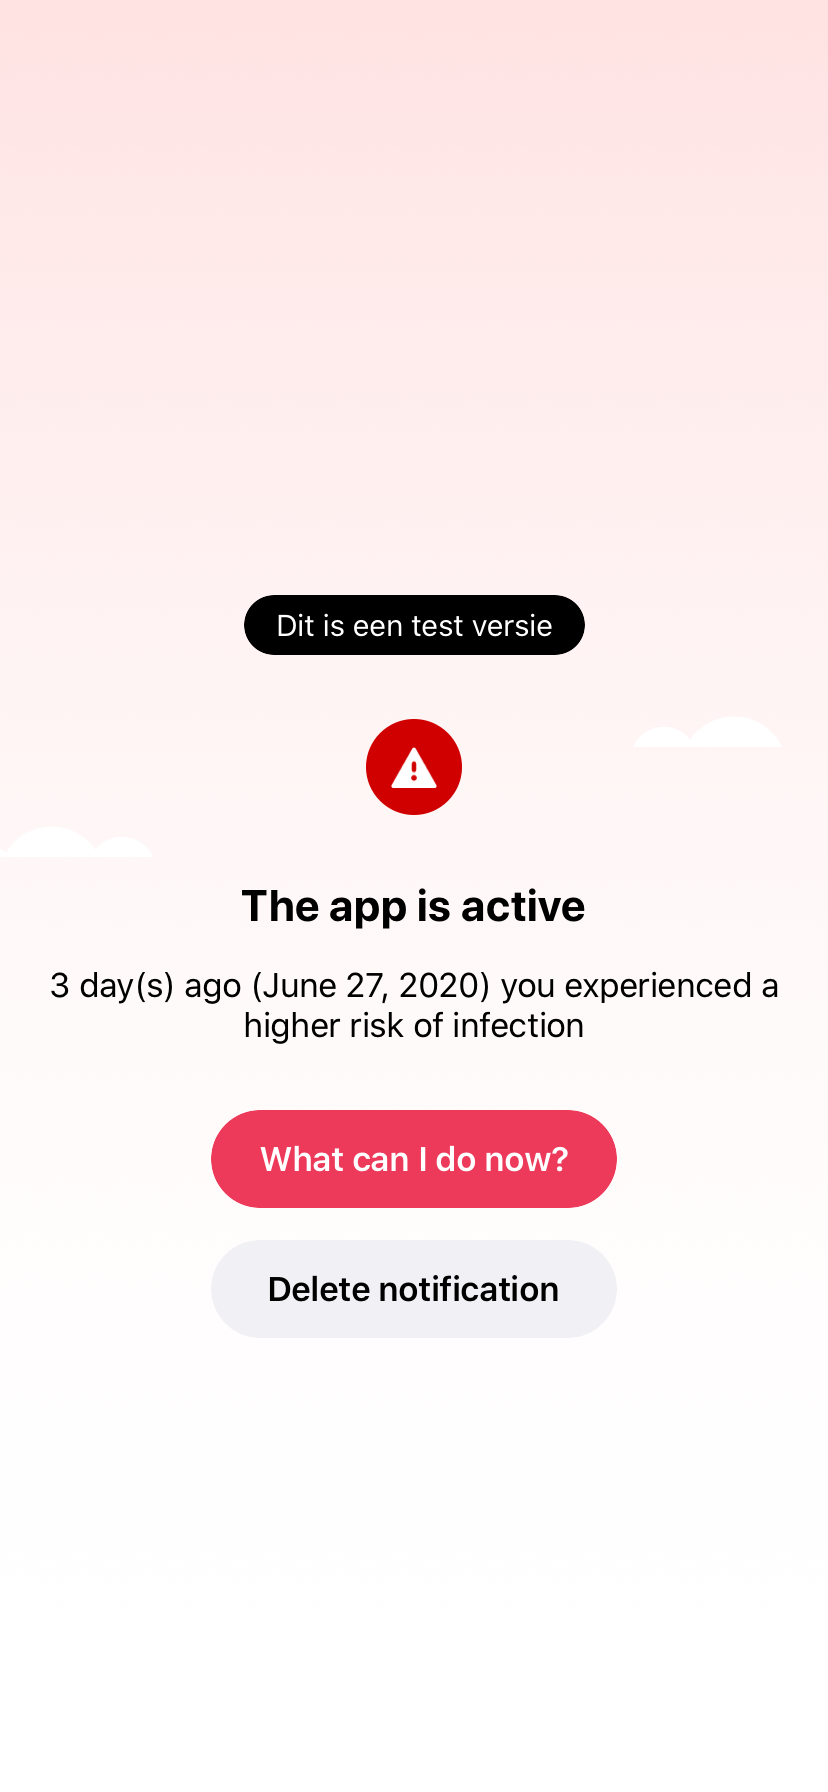 Dit is een test versie
The app is active
3 day(s) ago (June 27, 2020) you experienced a
higher risk of infection
What can I do now?
Delete notification